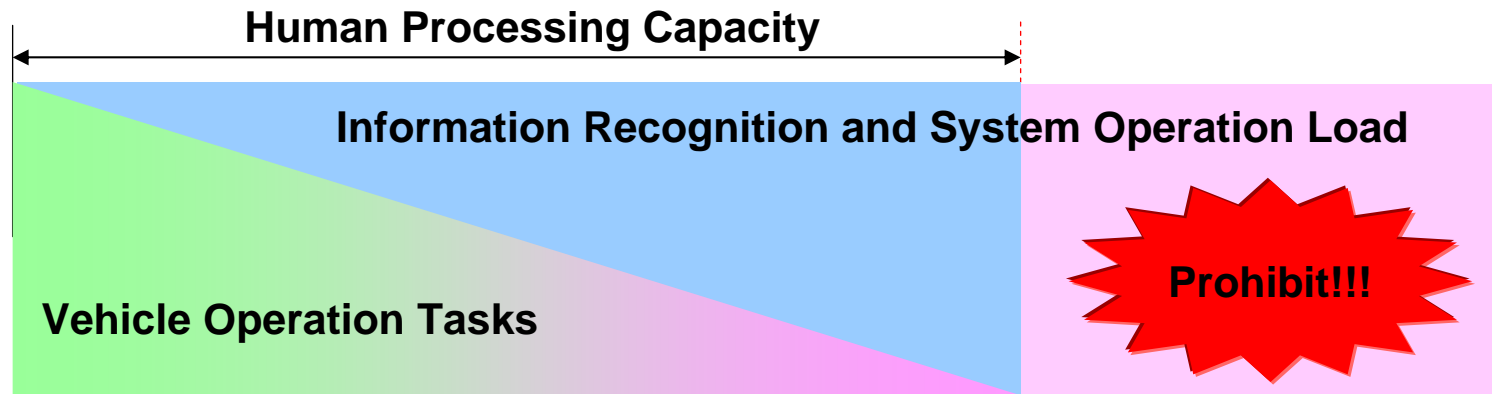 Human Processing Capacity
Information Recognition and System Operation Load
Prohibit!!!
Vehicle Operation Tasks